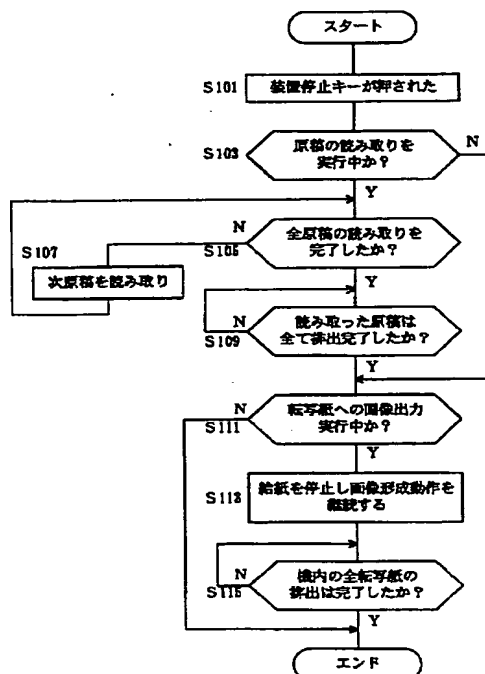 スタート
S101
装置停止キーが押された
S103
原稿の読み取りを
実行中か?
N
Y
S105
全原稿の読み取りを
完了したか?
N
S107
次原稿を読み取り
Y
S109
読み取った原稿は
全て排出完了したか?
N
Y
S111
転写紙への画像出力
実行中か?
N
Y
S113
給紙を停止し画像形成動作を
継続する
S115
機内の全転写紙の
排出は完了したか?
N
Y
エンド